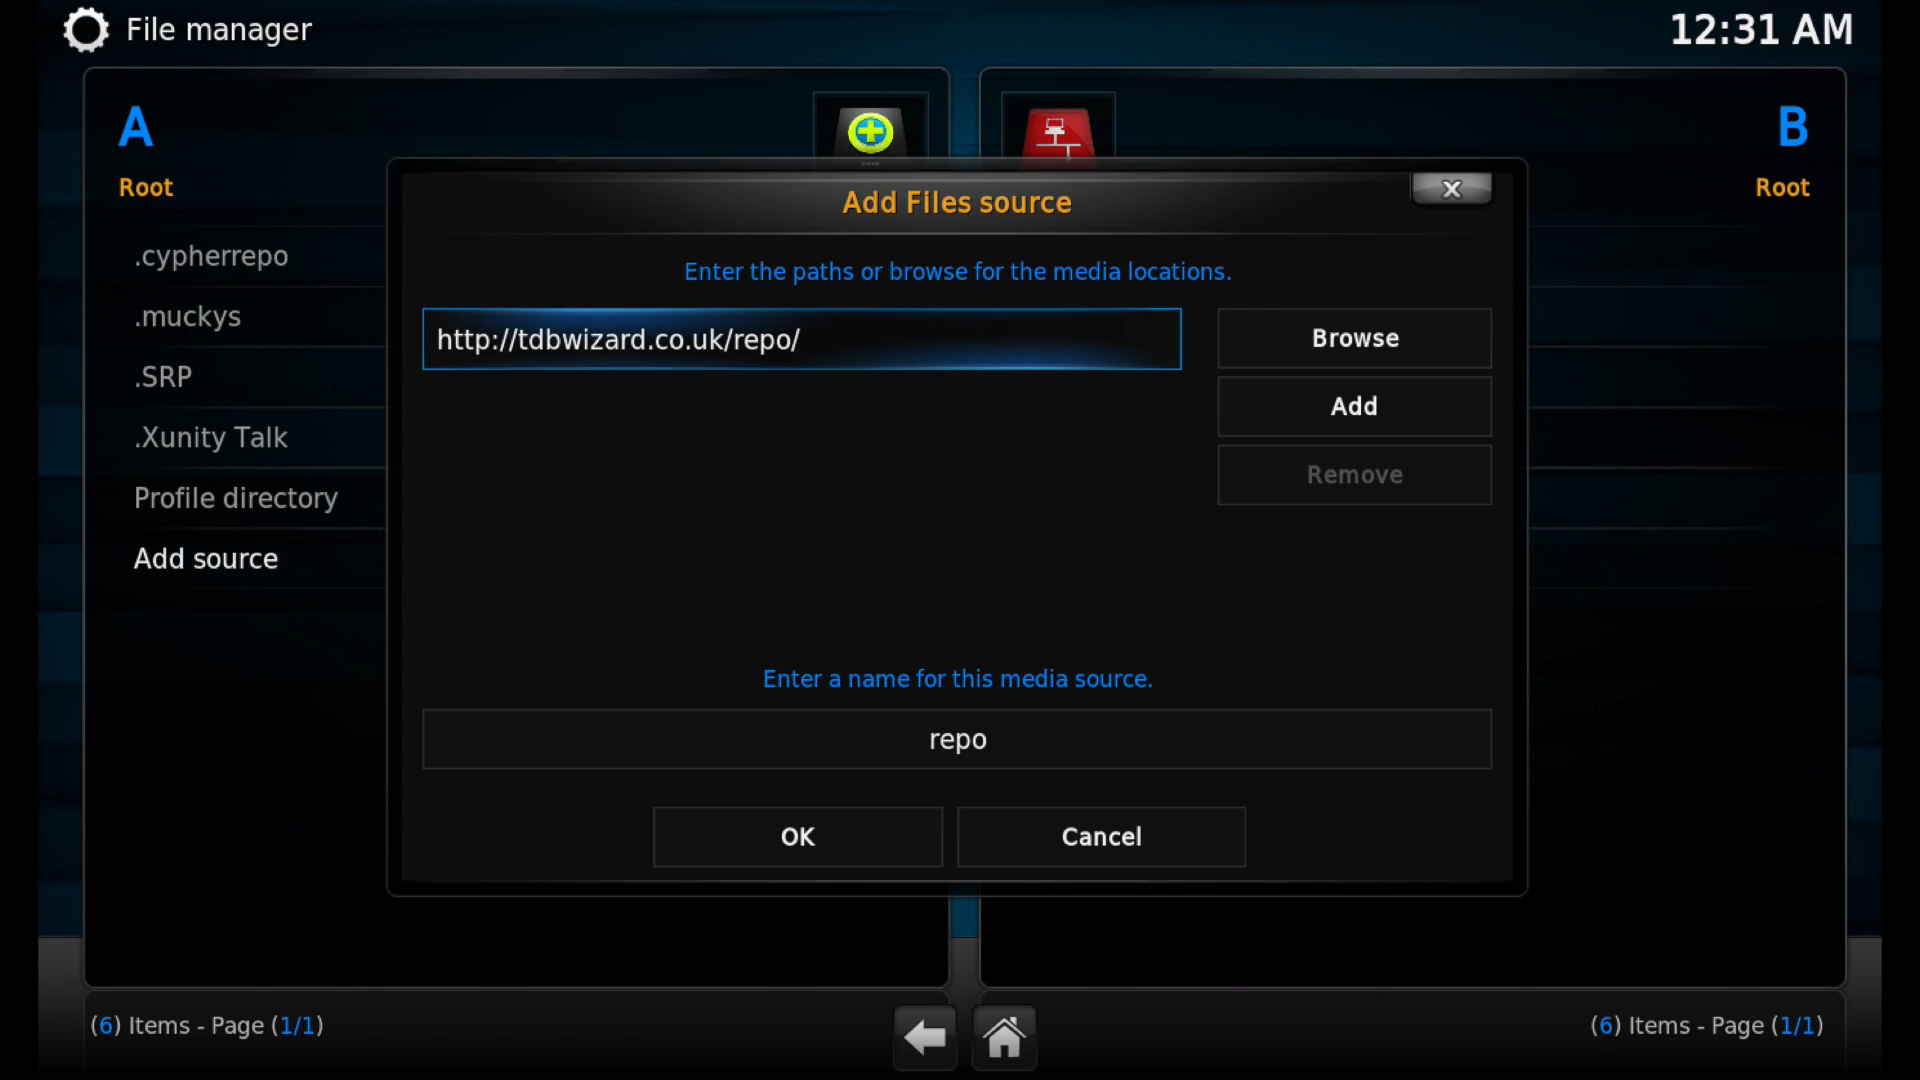 File manager
12:31 AM
A
B
Root
Root
Add Files source
x
Enter the paths or browse for the media locations.
.cypherrepo
.muckys
.SRP
.Xunity Talk
Profile directory
Add source
http://tdbwizard.co.uk/repo/
Browse
Add
Remove
Enter a name for this media source.
repo
OK
Cancel
(6) Items - Page (1/1)
(6) Items - Page (1/1)